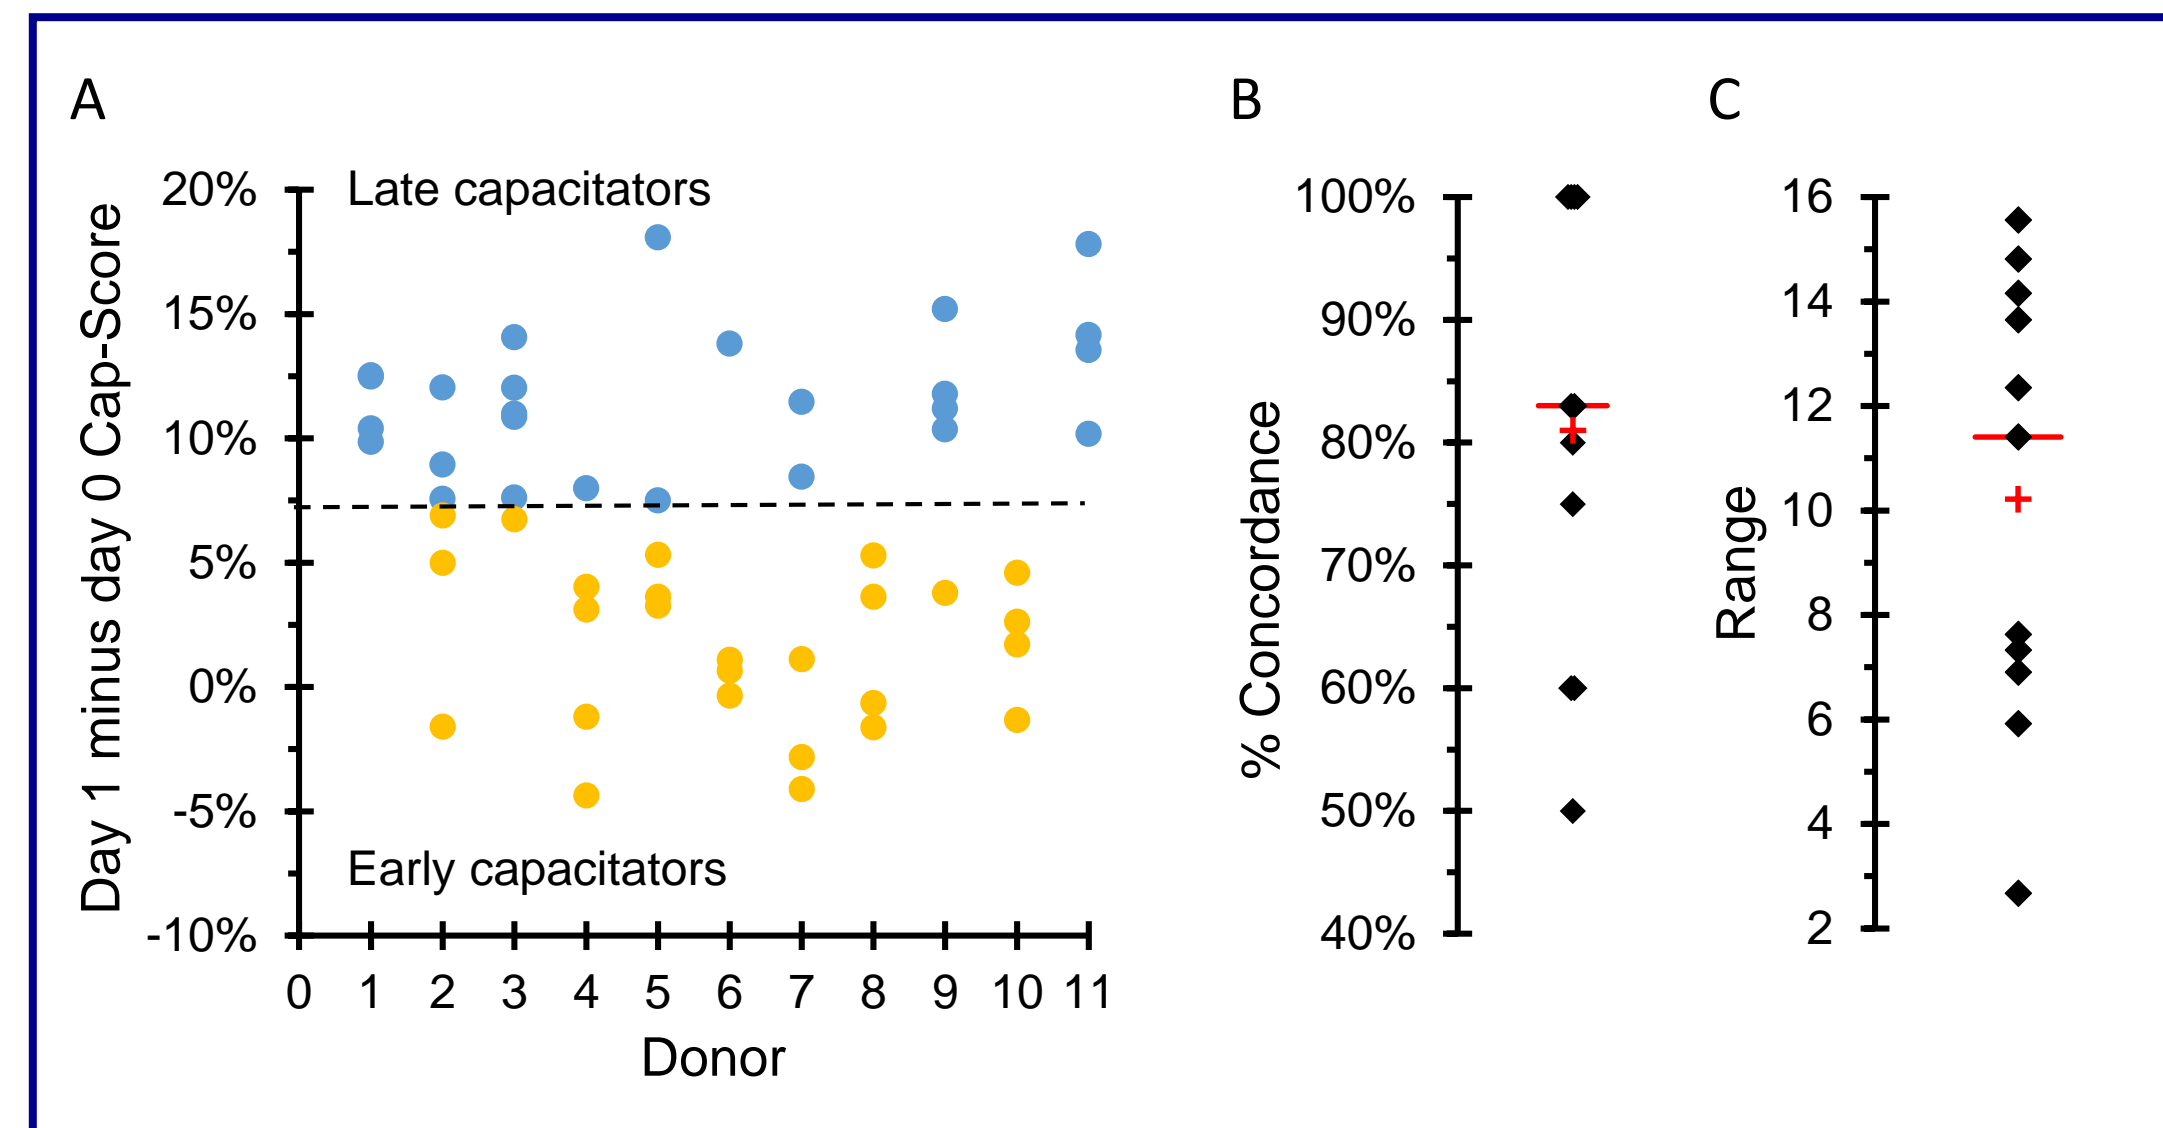 A
B
C
Day 1 minus day 0 Cap-Score
20%
15%
10%
5%
0%
-5%
-10%
Late capacitators
Early capacitators
0 1 2 3 4 5 6 7 8 9 10 11
Donor
% Concordance
100%
90%
80%
70%
60%
50%
40%
Range
16
14
12
10
8
6
4
2